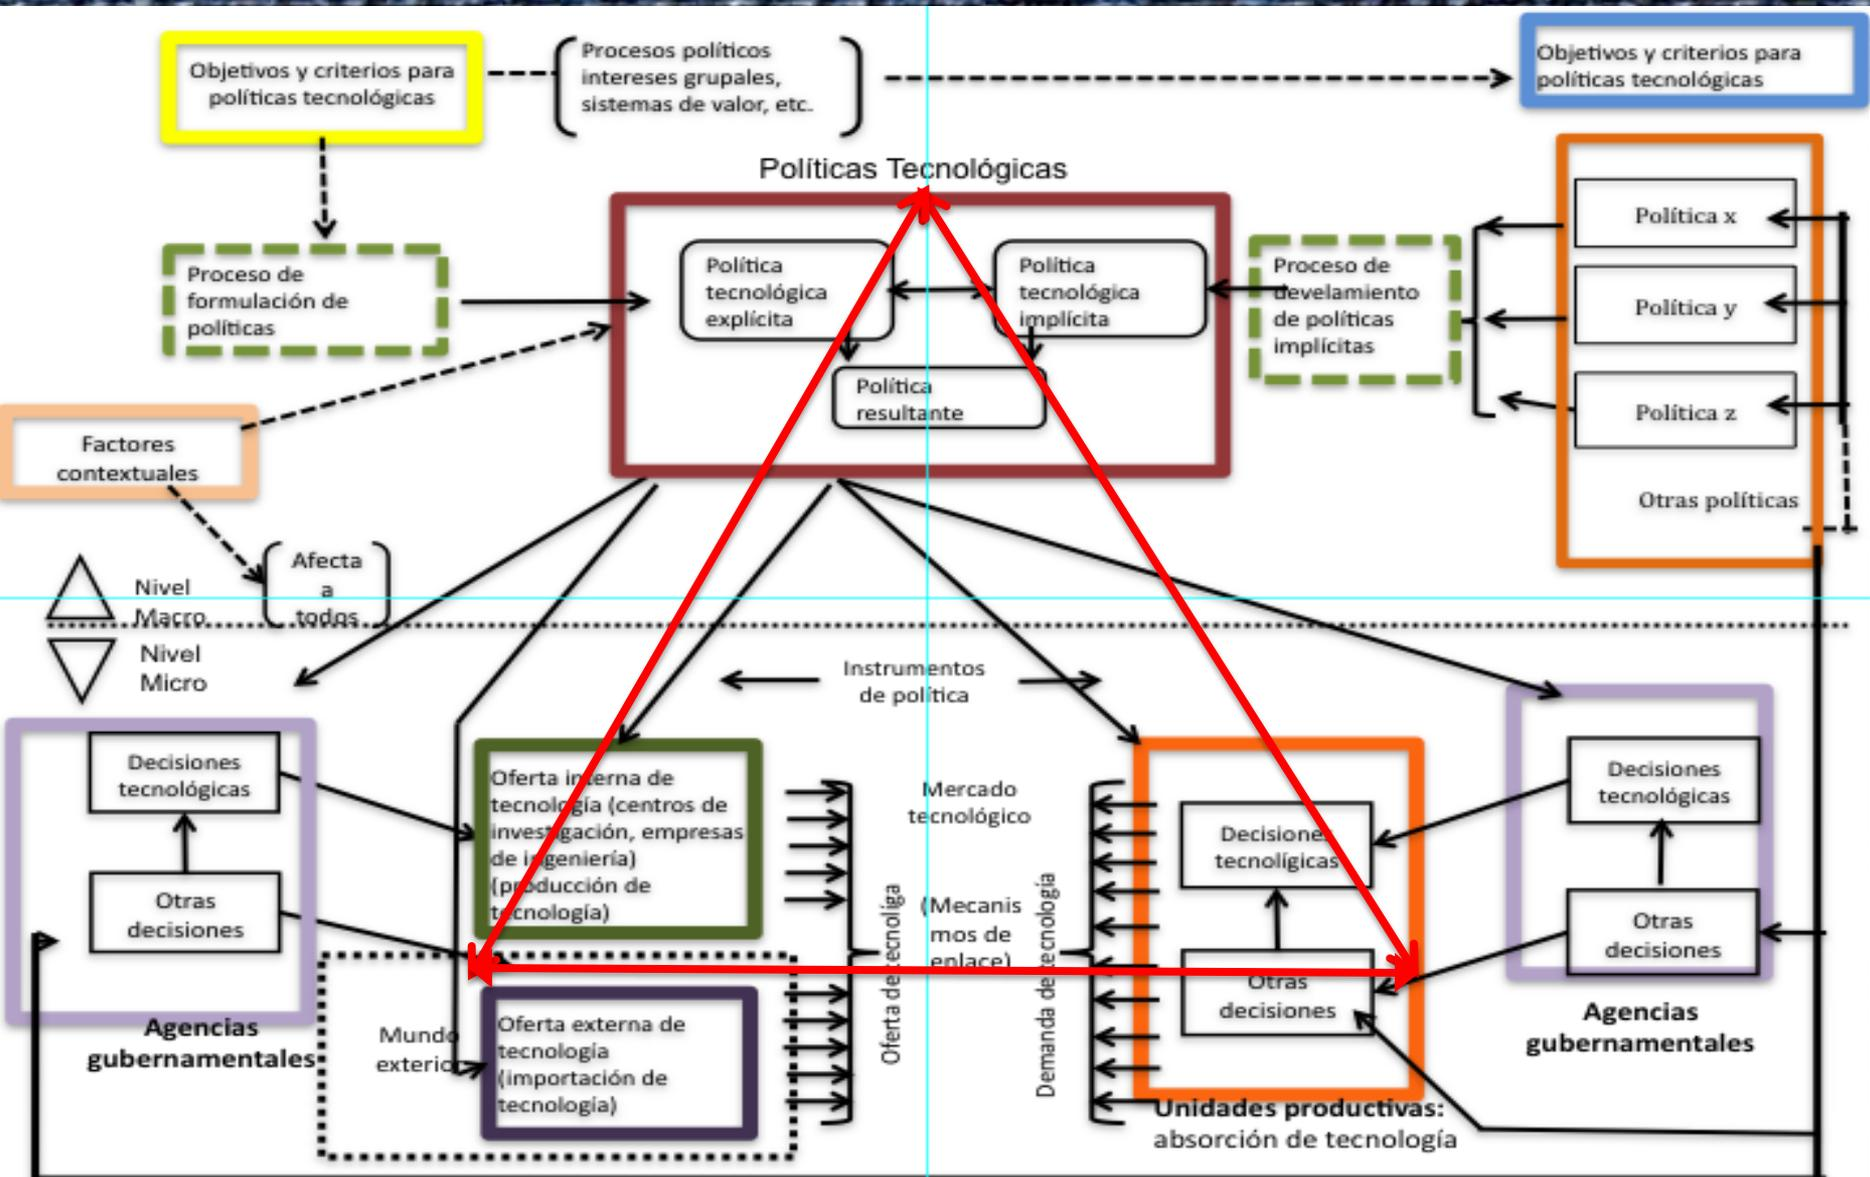 Objetivos y criterios para
políticas tecnológicas
Procesos políticos
intereses grupales,
sistemas de valor, etc.
Objetivos y criterios para
políticas tecnológicas
Políticas Tecnológicas
Proceso de
formulación de
políticas
Política
tecnológica
explícita
Política
tecnológica
implícita
Política
resultante
Proceso de
develamiento
de políticas
implícitas
Política x
Política y
Política z
Otras políticas
Factores
contextuales
Afecta
a
todos
Nivel
Macro
Nivel
Micro
Instrumentos
de política
Decisiones
tecnológicas
Otras
decisiones
Agencias
gubernamentales
Oferta interna de
tecnología (centros de
investigación, empresas
de ingeniería)
(producción de
tecnología)
Mundo
exterior
Oferta externa de
tecnología
(importación de
tecnología)
Oferta de tecnolíga
Mercado
tecnológico
(Mecanis
mos de
enlace)
Demanda de tecnología
Decisiones
tecnolígicas
Otras
decisiones
Unidades productivas:
absorción de tecnología
Decisiones
tecnológicas
Otras
decisiones
Agencias
gubernamentales